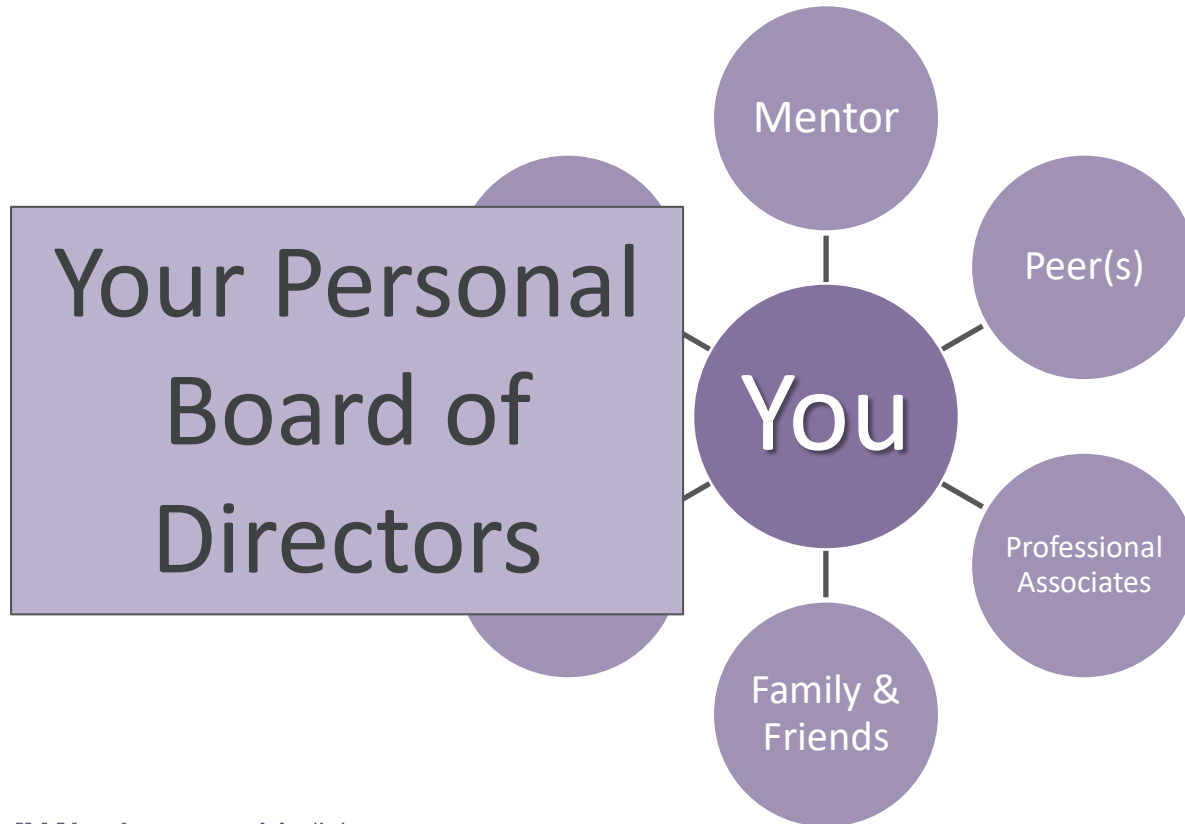 Mentor
Your Personal
Board of
Directors
Peer(s)
You
Professional
Associates
Family &
Friends